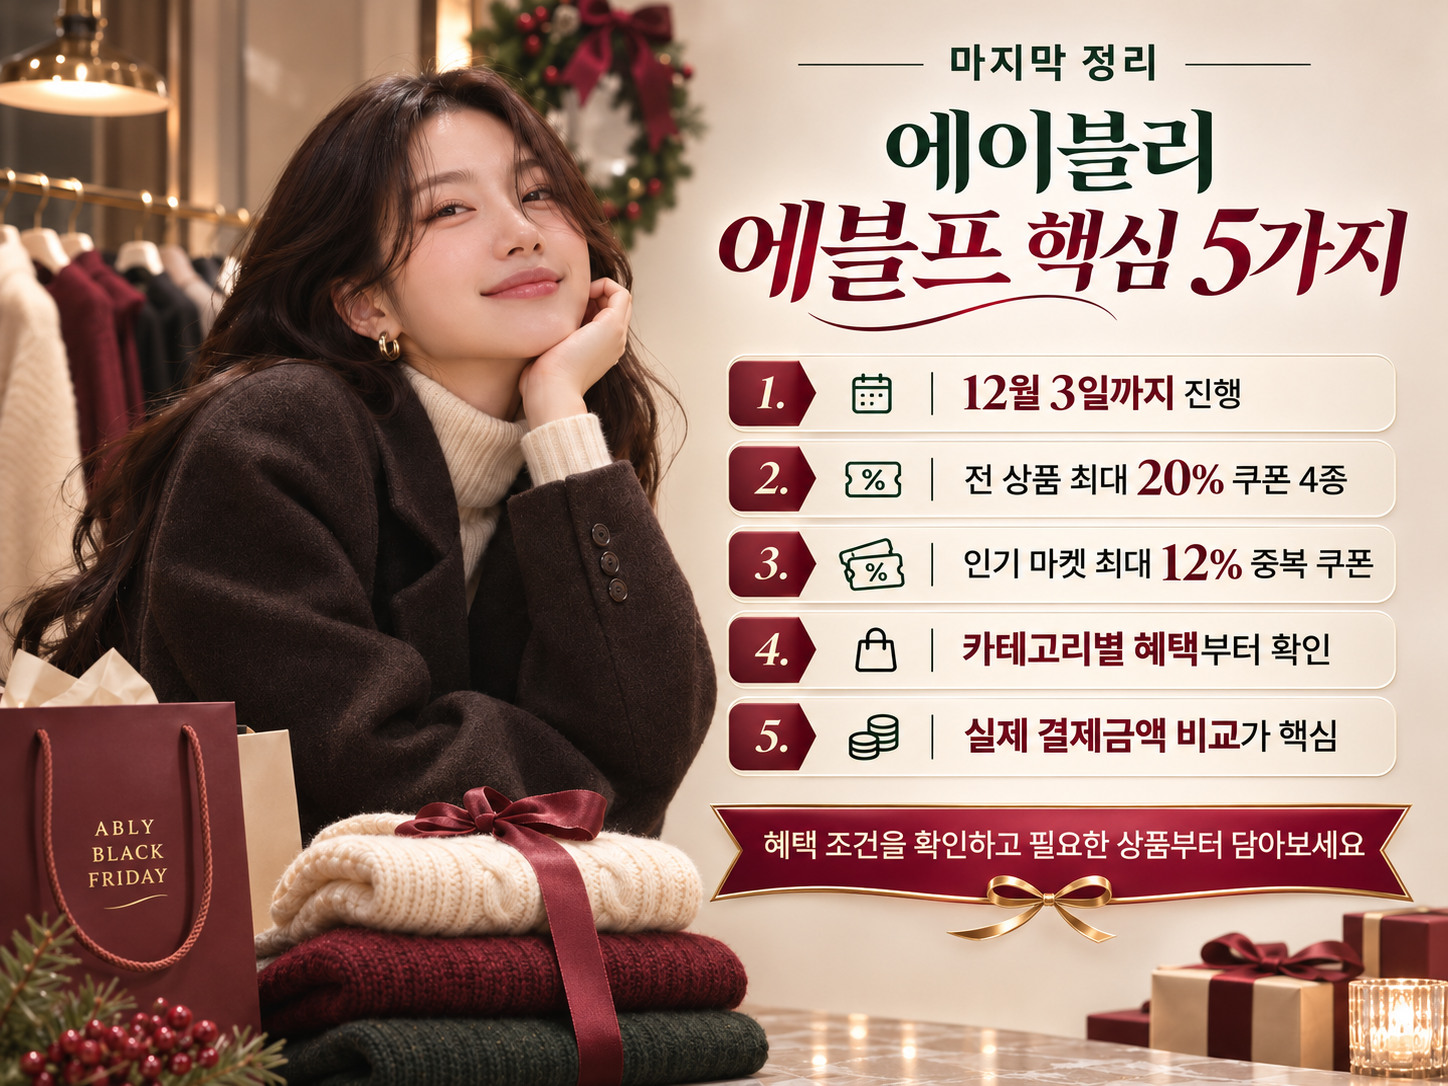 마지막 정리
에이블리
에블프 핵심 5가지
1. 12월 3일까지 진행
2. % 전 상품 최대 20% 쿠폰 4종
3. % 인기 마켓 최대 12% 중복 쿠폰
4. 카테고리별 혜택부터 확인
5. 실제 결제금액 비교가 핵심
혜택 조건을 확인하고 필요한 상품부터 담아보세요
ABLY
BLACK
FRIDAY